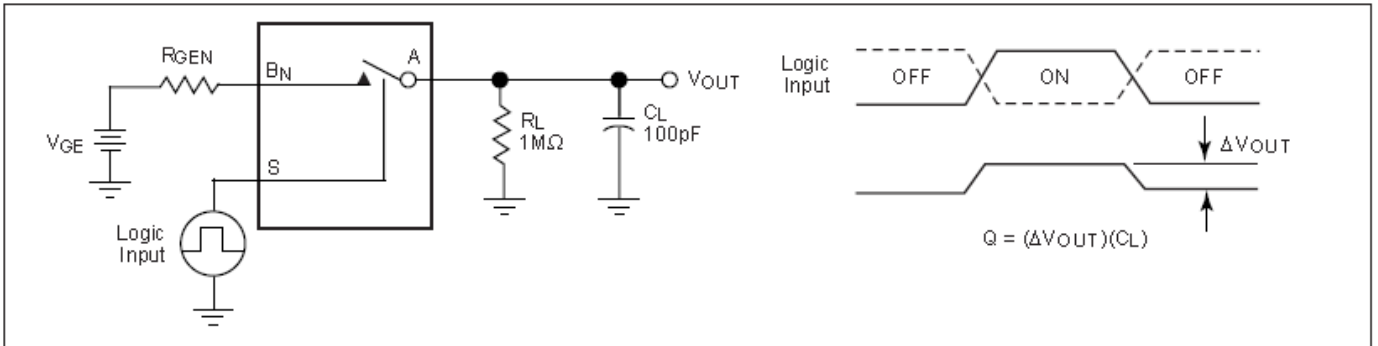 RGEN
BN
A
VOUT
VGE
RL
1MΩ
CL
100pF
S
Logic
Input
Logic
Input
OFF
ON
OFF
ΔVOUT
Q = (ΔVOUT)(CL)